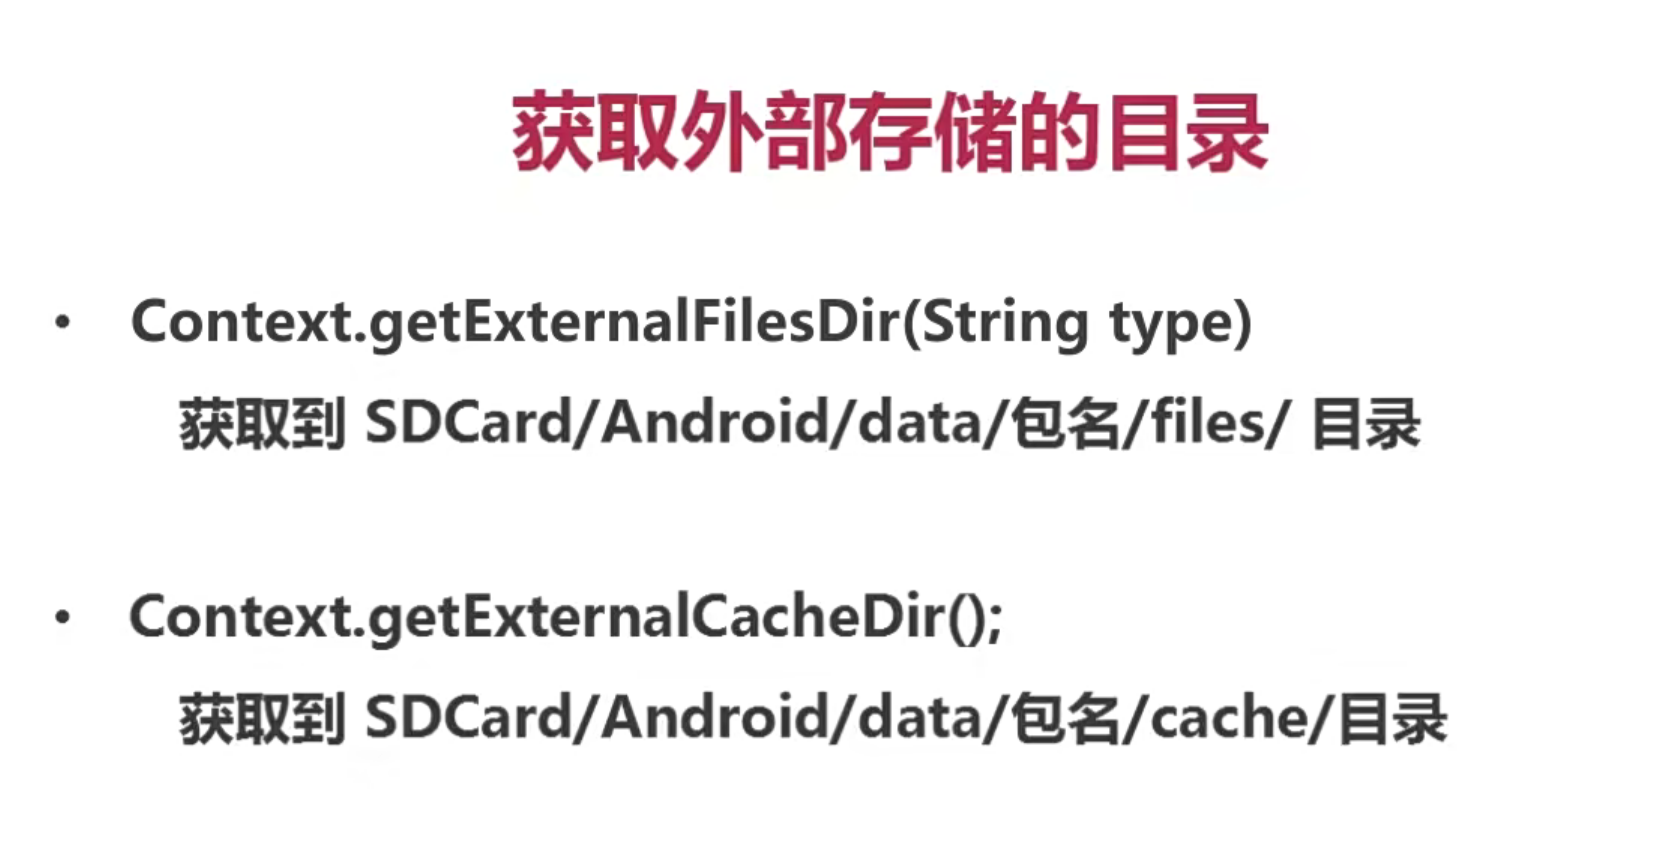 获取外部存储的目录
• Context.getExternalFilesDir(String type)
获取到 SDCard/Android/data/包名/files/ 目录
• Context.getExternalCacheDir();
获取到 SDCard/Android/data/包名/cache/目录